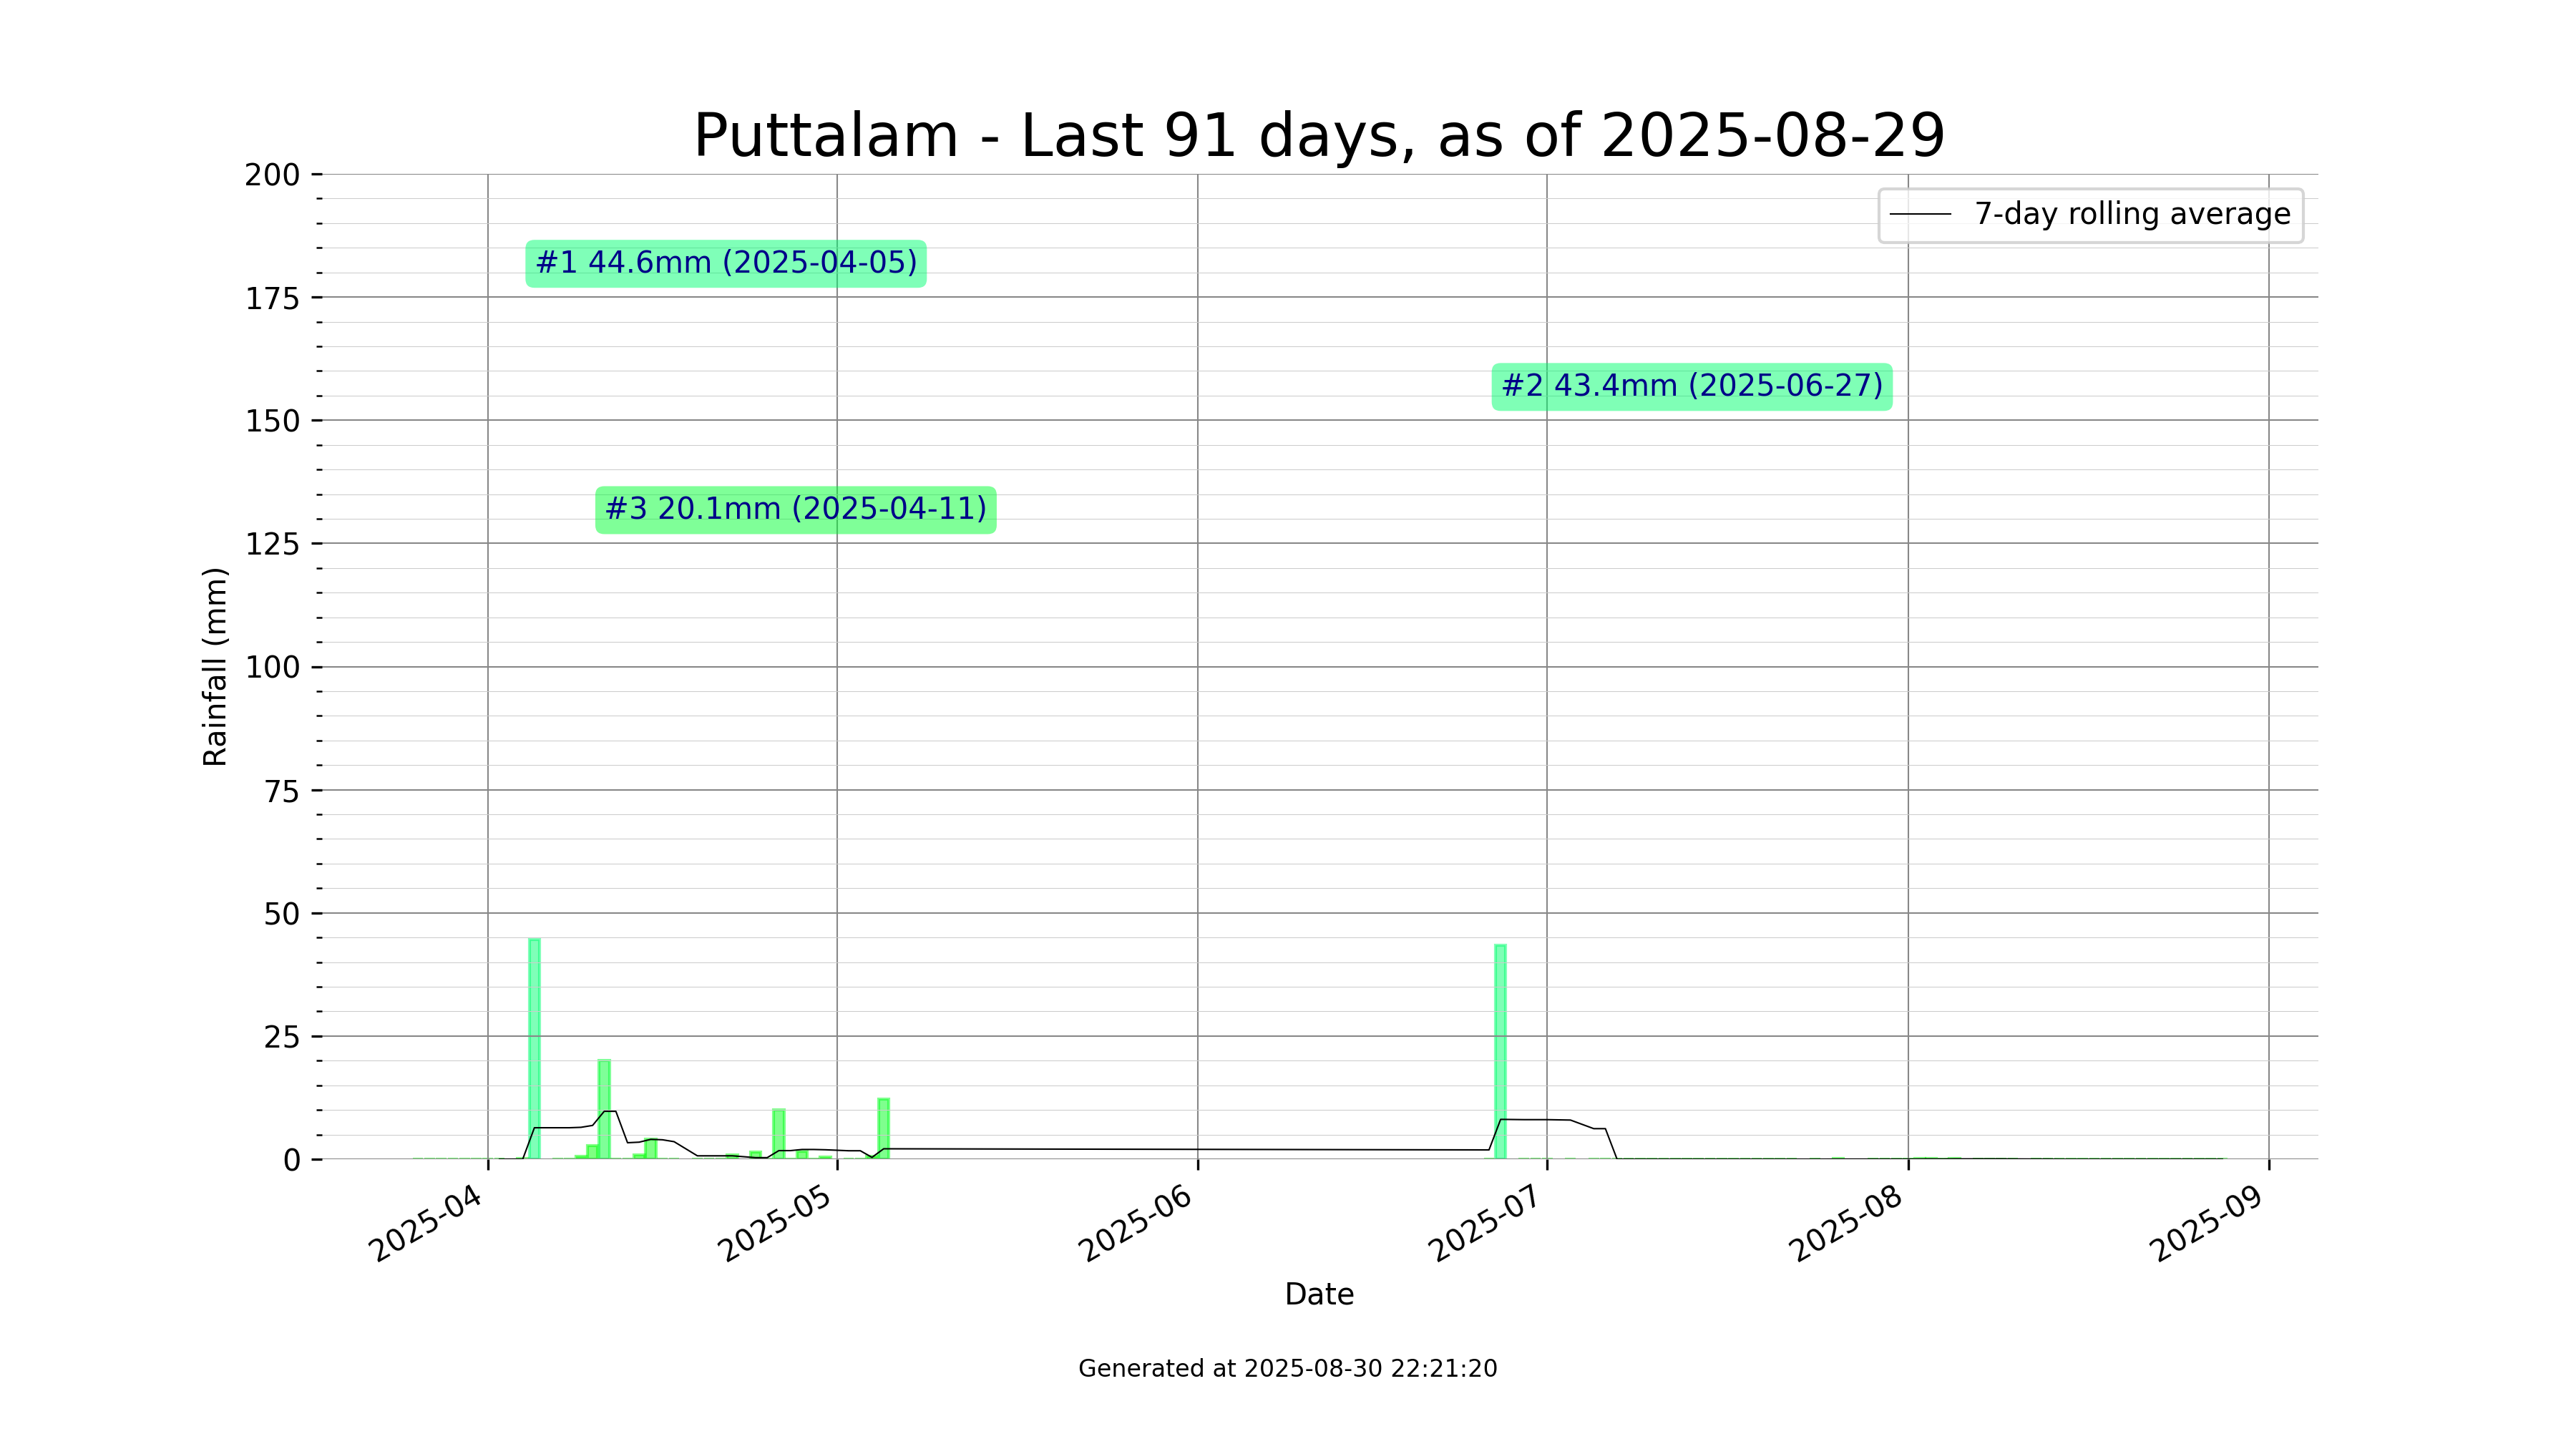 Puttalam - Last 91 days, as of 2025-08-29
200
175
150
125
100
75
50
25
0
Rainfall (mm)
7-day rolling average
#1 44.6mm (2025-04-05)
#2 43.4mm (2025-06-27)
#3 20.1mm (2025-04-11)
2025-04
2025-05
2025-06
2025-07
2025-08
2025-09
Date
Generated at 2025-08-30 22:21:20